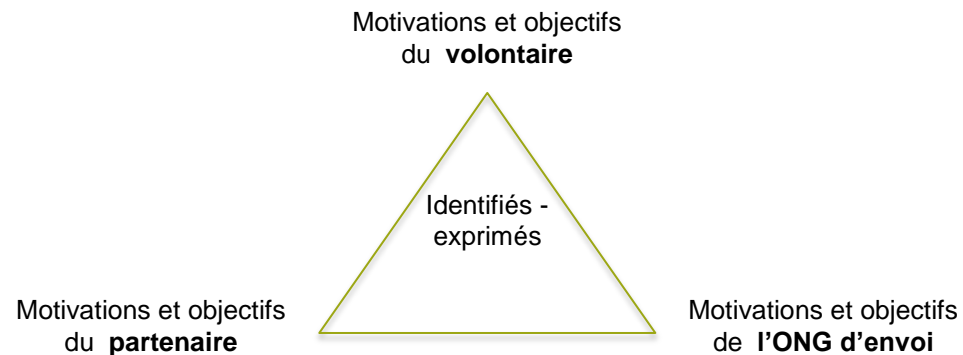 Motivations et objectifs
du volontaire
Identifiés -
exprimés
Motivations et objectifs
du partenaire
Motivations et objectifs
de l'ONG d'envoi